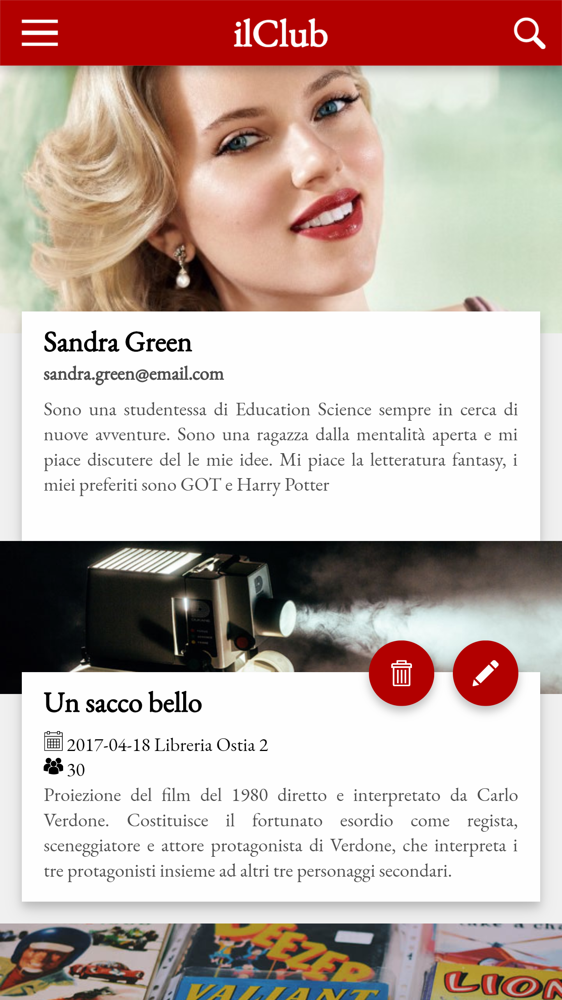 ilClub
Sandra Green
sandra.green@email.com
Sono una studentessa di Education Science sempre in cerca di
nuove avventure. Sono una ragazza dalla mentalità aperta e mi
piace discutere del le mie idee. Mi piace la letteratura fantasy, i
miei preferiti sono GOT e Harry Potter
Un sacco bello
2017-04-18 Libreria Ostia 2
30
Proiezione del film del 1980 diretto e interpretato da Carlo
Verdone. Costituisce il fortunato esordio come regista,
sceneggiatore e attore protagonista di Verdone, che interpreta i
tre protagonisti insieme ad altri tre personaggi secondari.
BEEZER
VALIANT
LION